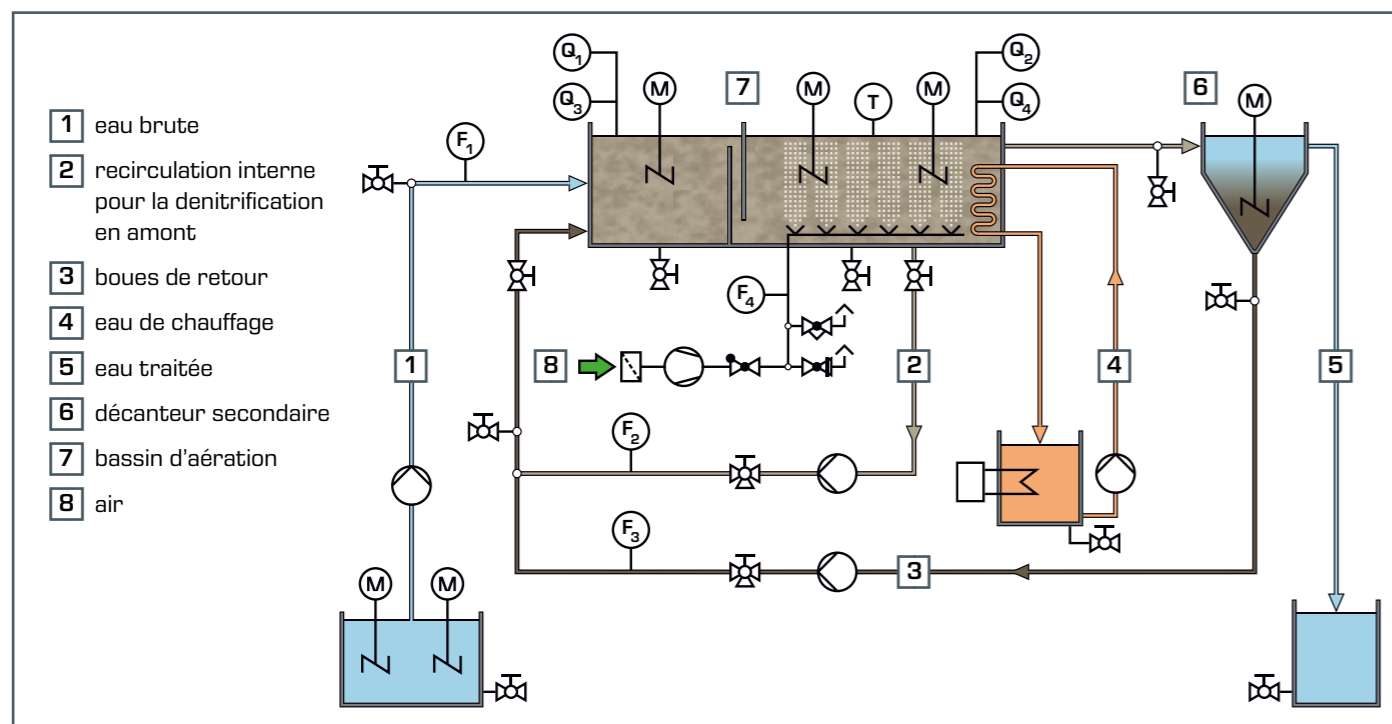 1 eau brute
2 recirculation interne
pour la denitrification
en amont
3 boues de retour
4 eau de chauffage
5 eau traitée
6 décanteur secondaire
7 bassin d'aération
8 air
Q1
Q3
M
7
M
T
M
Q2
Q4
6
M
F1
F4
8
1
2
4
5
F2
F3
3
M
M